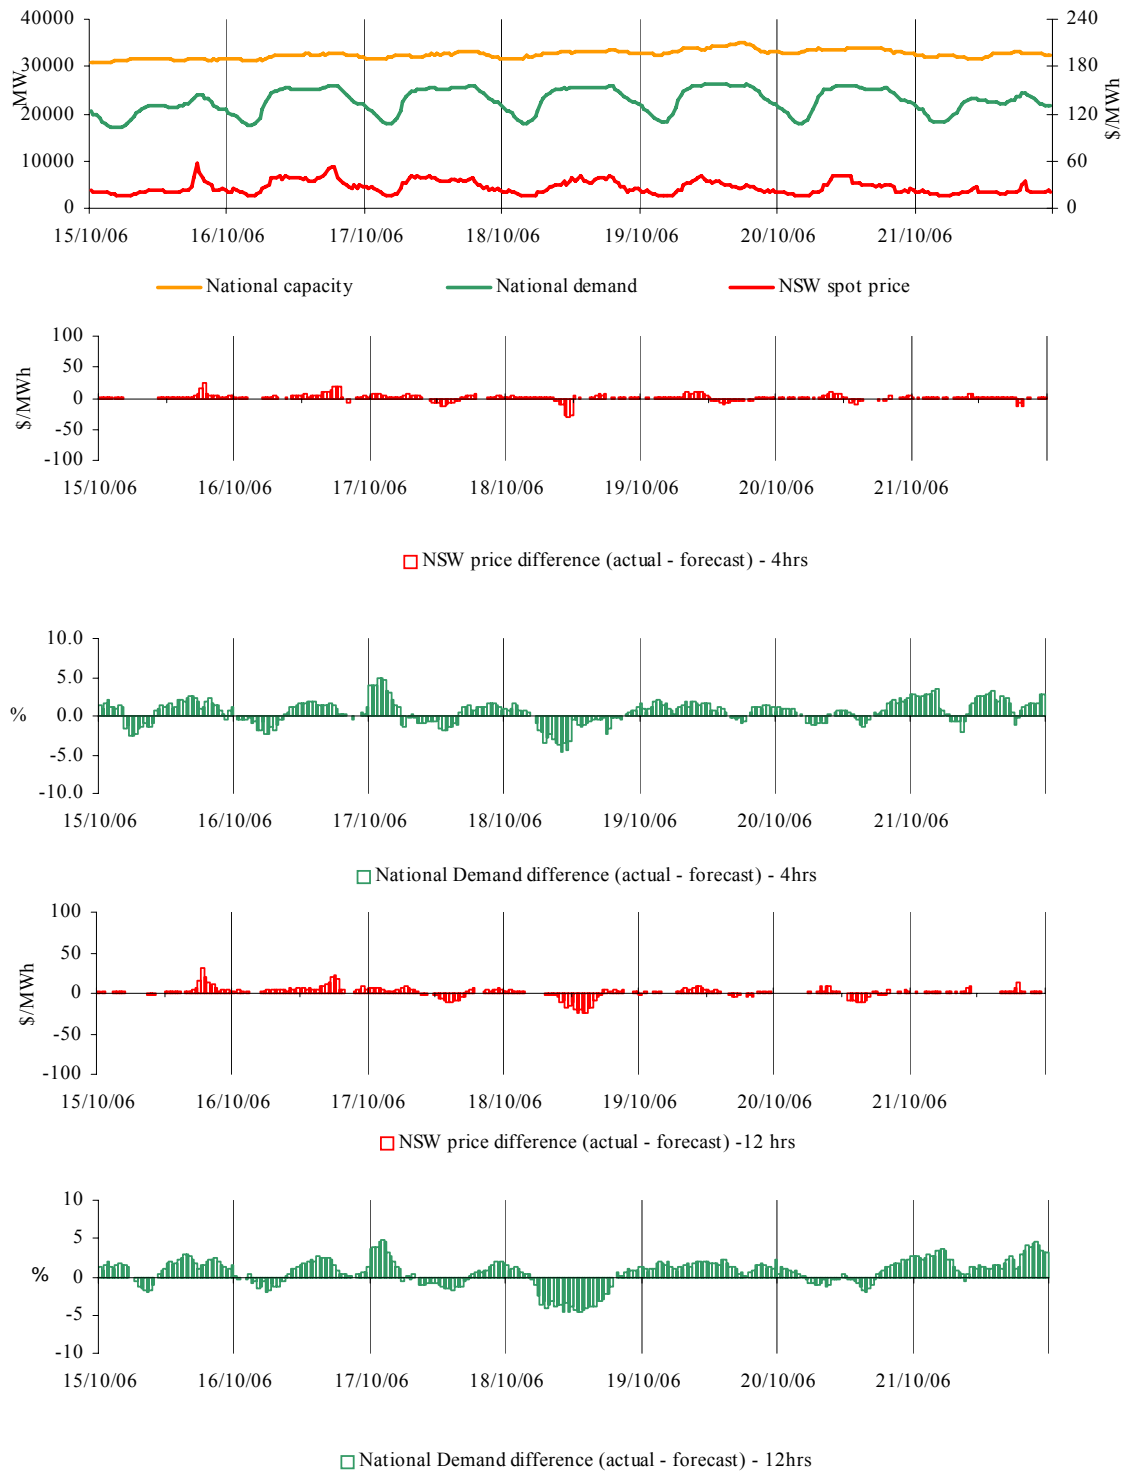 40000 240
30000 180
20000 120
10000 60
0 0
MW
$/MWh
15/10/06 16/10/06 17/10/06 18/10/06 19/10/06 20/10/06 21/10/06
National capacity National demand NSW spot price
100
50
0
-50
-100
$/MWh
15/10/06 16/10/06 17/10/06 18/10/06 19/10/06 20/10/06 21/10/06
NSW price difference (actual - forecast) - 4hrs
10.0
5.0
0.0
-5.0
-10.0
%
15/10/06 16/10/06 17/10/06 18/10/06 19/10/06 20/10/06 21/10/06
National Demand difference (actual - forecast) - 4hrs
100
50
0
-50
-100
$/MWh
15/10/06 16/10/06 17/10/06 18/10/06 19/10/06 20/10/06 21/10/06
NSW price difference (actual - forecast) -12 hrs
10
5
0
-5
-10
%
15/10/06 16/10/06 17/10/06 18/10/06 19/10/06 20/10/06 21/10/06
National Demand difference (actual - forecast) - 12hrs